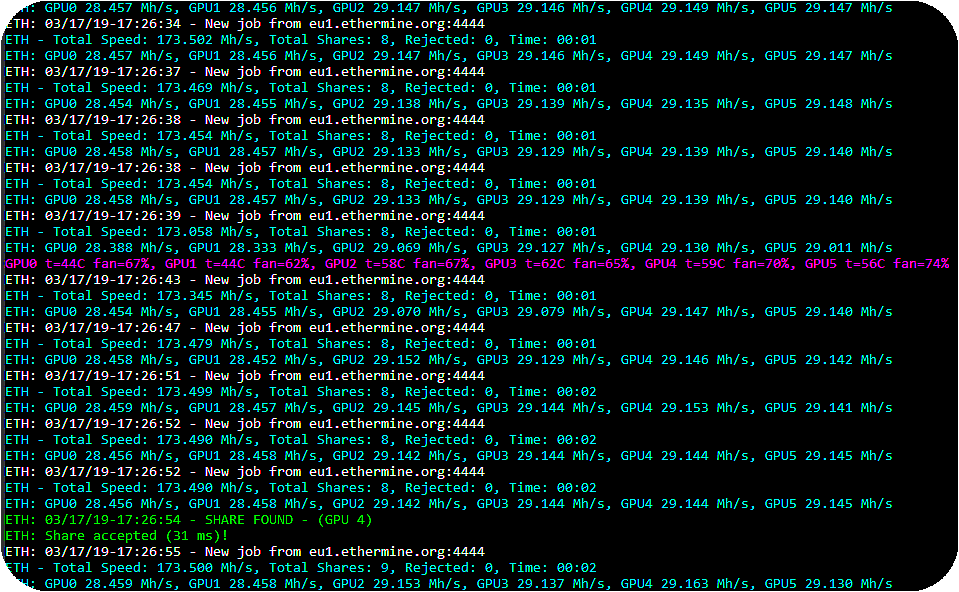 : GPU0 28.457 Mh/s, GPU1 28.456 Mh/s, GPU2 29.147 Mh/s, GPU3 29.146 Mh/s, GPU4 29.149 Mh/s, GPU5 29.147 Mh/s
ETH: 03/17/19-17:26:34 - New job from eu1.ethermine.org:4444
ETH - Total Speed: 173.502 Mh/s, Total Shares: 8, Rejected: 0, Time: 00:01
ETH: GPU0 28.457 Mh/s, GPU1 28.456 Mh/s, GPU2 29.147 Mh/s, GPU3 29.146 Mh/s, GPU4 29.149 Mh/s, GPU5 29.147 Mh/s
ETH: 03/17/19-17:26:37 - New job from eu1.ethermine.org:4444
ETH - Total Speed: 173.469 Mh/s, Total Shares: 8, Rejected: 0, Time: 00:01
ETH: GPU0 28.454 Mh/s, GPU1 28.455 Mh/s, GPU2 29.138 Mh/s, GPU3 29.139 Mh/s, GPU4 29.135 Mh/s, GPU5 29.148 Mh/s
ETH: 03/17/19-17:26:38 - New job from eu1.ethermine.org:4444
ETH - Total Speed: 173.454 Mh/s, Total Shares: 8, Rejected: 0, Time: 00:01
ETH: GPU0 28.458 Mh/s, GPU1 28.457 Mh/s, GPU2 29.133 Mh/s, GPU3 29.129 Mh/s, GPU4 29.139 Mh/s, GPU5 29.140 Mh/s
ETH: 03/17/19-17:26:38 - New job from eu1.ethermine.org:4444
ETH - Total Speed: 173.454 Mh/s, Total Shares: 8, Rejected: 0, Time: 00:01
ETH: GPU0 28.458 Mh/s, GPU1 28.457 Mh/s, GPU2 29.133 Mh/s, GPU3 29.129 Mh/s, GPU4 29.139 Mh/s, GPU5 29.140 Mh/s
ETH: 03/17/19-17:26:39 - New job from eu1.ethermine.org:4444
ETH - Total Speed: 173.058 Mh/s, Total Shares: 8, Rejected: 0, Time: 00:01
ETH: GPU0 28.388 Mh/s, GPU1 28.333 Mh/s, GPU2 29.069 Mh/s, GPU3 29.127 Mh/s, GPU4 29.130 Mh/s, GPU5 29.011 Mh/s
GPU0 t=44C fan=67%, GPU1 t=44C fan=62%, GPU2 t=58C fan=67%, GPU3 t=62C fan=65%, GPU4 t=59C fan=70%, GPU5 t=56C fan=74%
ETH: 03/17/19-17:26:43 - New job from eu1.ethermine.org:4444
ETH - Total Speed: 173.345 Mh/s, Total Shares: 8, Rejected: 0, Time: 00:01
ETH: GPU0 28.454 Mh/s, GPU1 28.455 Mh/s, GPU2 29.070 Mh/s, GPU3 29.079 Mh/s, GPU4 29.147 Mh/s, GPU5 29.140 Mh/s
ETH: 03/17/19-17:26:47 - New job from eu1.ethermine.org:4444
ETH - Total Speed: 173.479 Mh/s, Total Shares: 8, Rejected: 0, Time: 00:01
ETH: GPU0 28.458 Mh/s, GPU1 28.452 Mh/s, GPU2 29.152 Mh/s, GPU3 29.129 Mh/s, GPU4 29.146 Mh/s, GPU5 29.142 Mh/s
ETH: 03/17/19-17:26:51 - New job from eu1.ethermine.org:4444
ETH - Total Speed: 173.499 Mh/s, Total Shares: 8, Rejected: 0, Time: 00:02
ETH: GPU0 28.459 Mh/s, GPU1 28.457 Mh/s, GPU2 29.145 Mh/s, GPU3 29.144 Mh/s, GPU4 29.153 Mh/s, GPU5 29.141 Mh/s
ETH: 03/17/19-17:26:52 - New job from eu1.ethermine.org:4444
ETH - Total Speed: 173.490 Mh/s, Total Shares: 8, Rejected: 0, Time: 00:02
ETH: GPU0 28.456 Mh/s, GPU1 28.458 Mh/s, GPU2 29.142 Mh/s, GPU3 29.144 Mh/s, GPU4 29.144 Mh/s, GPU5 29.145 Mh/s
ETH: 03/17/19-17:26:52 - New job from eu1.ethermine.org:4444
ETH - Total Speed: 173.490 Mh/s, Total Shares: 8, Rejected: 0, Time: 00:02
ETH: GPU0 28.456 Mh/s, GPU1 28.458 Mh/s, GPU2 29.142 Mh/s, GPU3 29.144 Mh/s, GPU4 29.144 Mh/s, GPU5 29.145 Mh/s
ETH: 03/17/19-17:26:54 - SHARE FOUND - (GPU 4)
ETH: Share accepted (31 ms)!
ETH: 03/17/19-17:26:55 - New job from eu1.ethermine.org:4444
ETH - Total Speed: 173.500 Mh/s, Total Shares: 9, Rejected: 0, Time: 00:02
: GPU0 28.459 Mh/s, GPU1 28.458 Mh/s, GPU2 29.153 Mh/s, GPU3 29.137 Mh/s, GPU4 29.163 Mh/s, GPU5 29.130 Mh/s